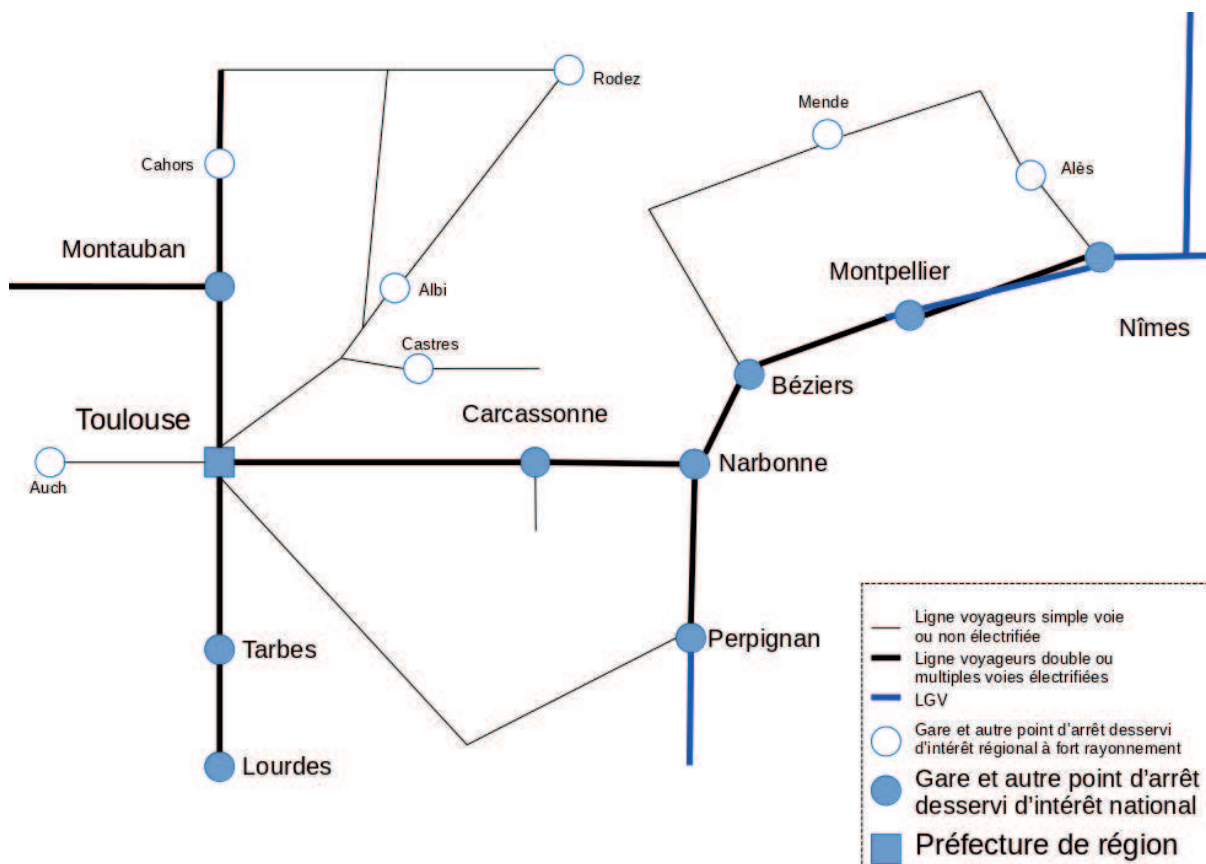 Rodez
Mende
Cahors
Alès
Montauban
Montpellier
Albi
Nîmes
Castres
Béziers
Toulouse
Carcassonne
Narbonne
Auch
Perpignan
Tarbes
Lourdes
Ligne voyageurs simple voie
ou non électrifiée
Ligne voyageurs double ou
multiples voies électrifiées
LGV
Gare et autre point d'arrêt desservi
d'intérêt régional à fort rayonnement
Gare et autre point d'arrêt
desservi d'intérêt national
Préfecture de région